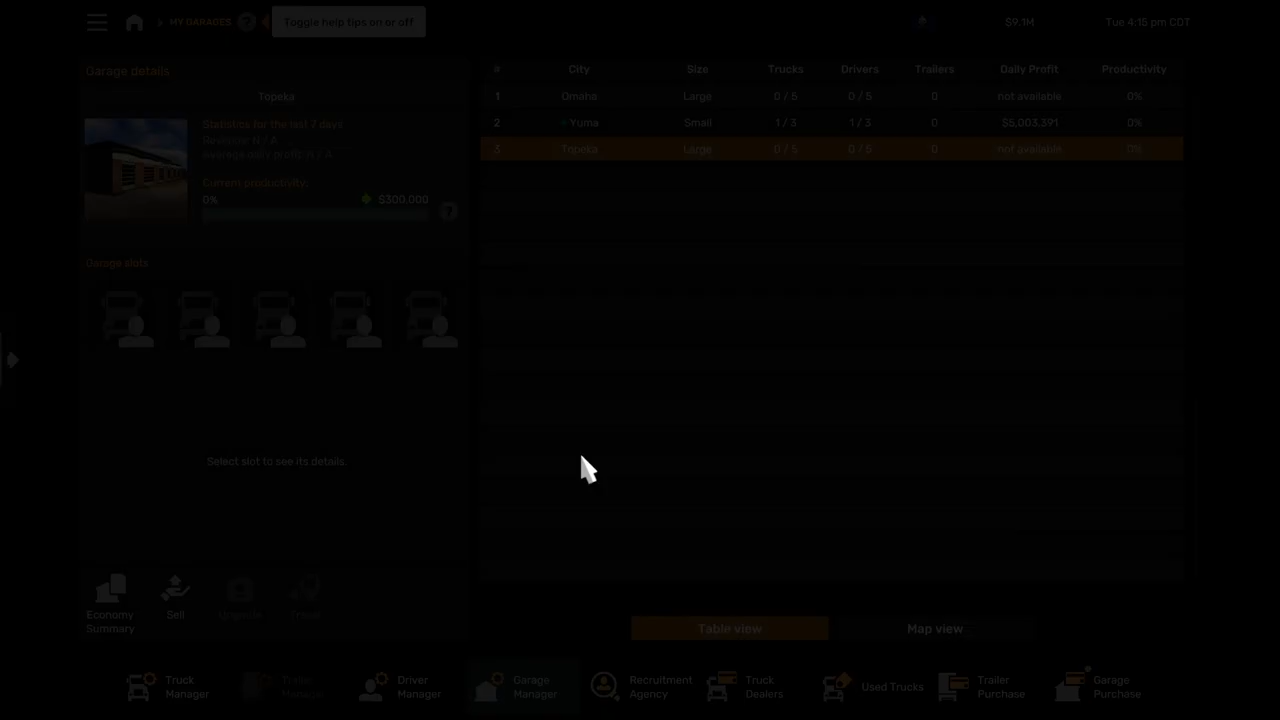 MY GARAGES ? Toggle help tips on or off $9.1M Tue 4:15 pm CDT
Garage details
Topeka
Statistics for the last 7 days
Revenue: N / A
average daily profit: N / A
Current productivity:
0% $300,000
?
Garage slots
Select slot to see its details.
Economy Summary
Sell
Upgrade
Travel
# City Size Trucks Drivers Trailers Daily Profit Productivity
1 Omaha Large 0 / 5 0 / 5 0 not available 0%
2 Yuma Small 1 / 3 1 / 3 0 $5,003.391 0%
3 Topeka Large 0 / 5 0 / 5 0 not available 0%
Table view Map view
Truck Manager
Trailer Manager
Driver Manager
Garage Manager
Recruitment Agency
Truck Dealers
Used Trucks
Trailer Purchase
Garage Purchase